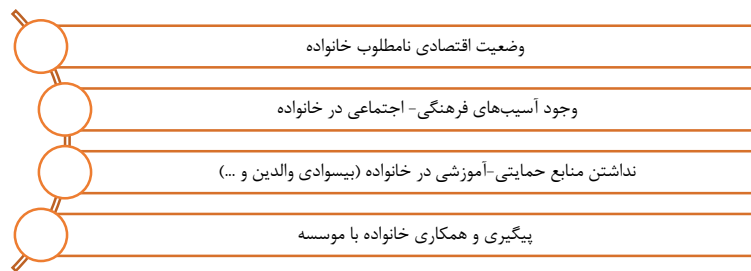 وضعیت اقتصادی نامطلوب خانواده
وجود آسیب‌های فرهنگی- اجتماعی در خانواده
نداشتن منابع حمایتی-آموزشی در خانواده (بیسوادی والدین و ...)
پیگیری و همکاری خانواده با موسسه